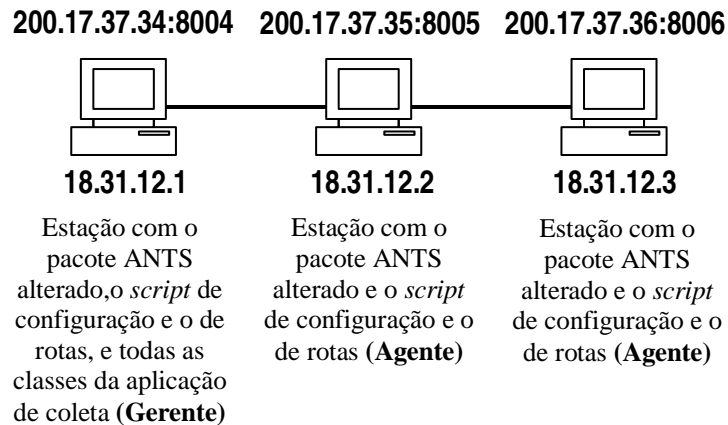 200.17.37.34:8004 200.17.37.35:8005 200.17.37.36:8006
18.31.12.1
Estação com o
pacote ANTS
alterado,o script de
configuração e o de
rotas, e todas as
classes da aplicação
de coleta (Gerente)
18.31.12.2
Estação com o
pacote ANTS
alterado e o script
de configuração e o
de rotas (Agente)
18.31.12.3
Estação com o
pacote ANTS
alterado e o script
de configuração e o
de rotas (Agente)